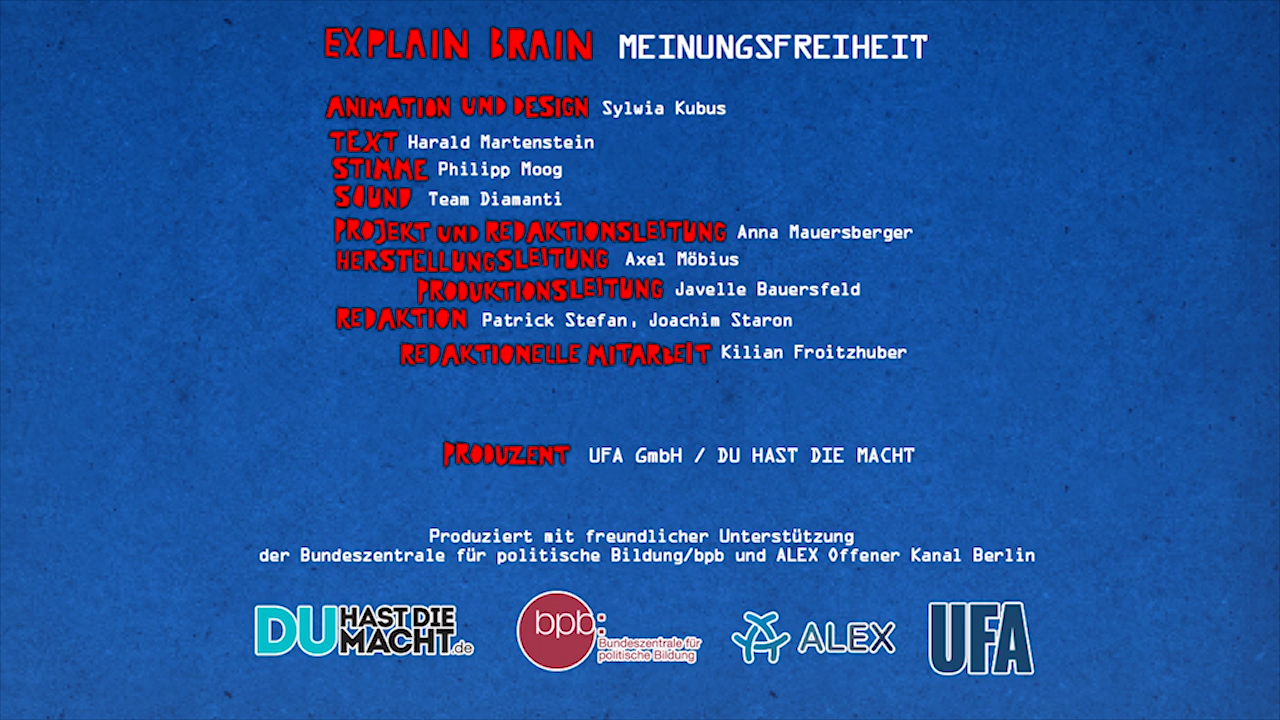 EXPLAIN BRAIN MEINUNGSFREIHEIT
ANIMATION UND DESIGN Sylwia Kubus
TEXT Harald Martenstein
STIMME Philipp Moog
SOUND Team Diamanti
PROJEKT UND REDAKTIONSLEITUNG Anna Mauersberger
HERSTELLUNGSLEITUNG Axel Möbius
PRODUKTIONSLEITUNG Javelle Bauersfeld
REDAKTION Patrick Stefan, Joachim Staron
REDAKTIONELLE MITARBEIT Kilian Froitzhuber
PRODUZENT UFA GmbH / DU HAST DIE MACHT
Produziert mit freundlicher Unterstützung
der Bundeszentrale für politische Bildung/bpb und ALEX Offener Kanal Berlin
DU HAST DIE MACHT.de
bpb:
Bundeszentrale für
politische Bildung
ALEX
UFA